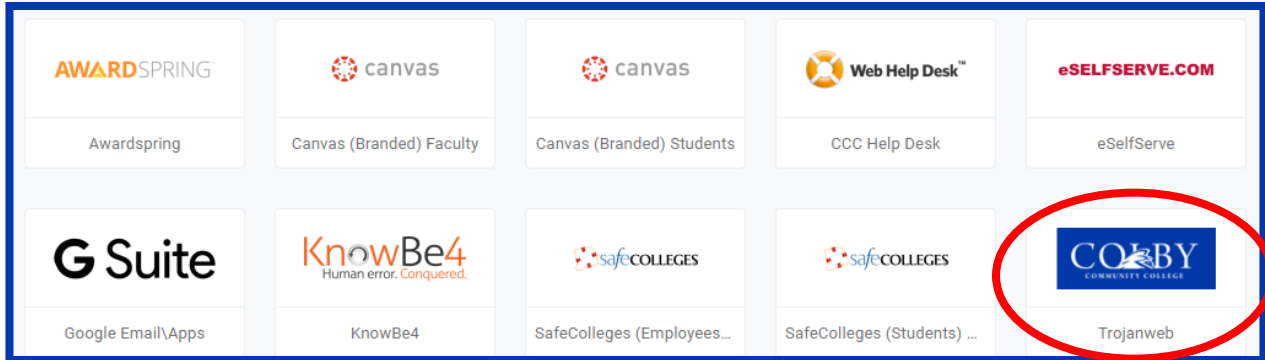 AWARDSPRING
canvas
canvas
Web Help Desk™
eSELFSERVE.COM
Awardspring
Canvas (Branded) Faculty
Canvas (Branded) Students
CCC Help Desk
eSelfServe
G Suite
KnowBe4
Human error. Conquered.
safeCOLLEGES
safeCOLLEGES
COLBY
COMMUNITY COLLEGE
Google Email\Apps
KnowBe4
SafeColleges (Employees...
SafeColleges (Students) ...
Trojanweb